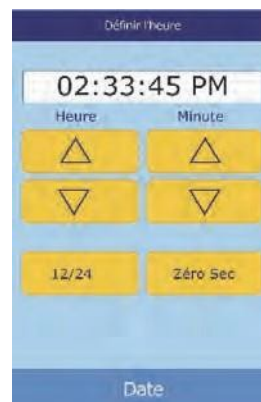 Définir l'heure
02:33:45 PM
Heure Minute
12/24 Zéro Sec
Date